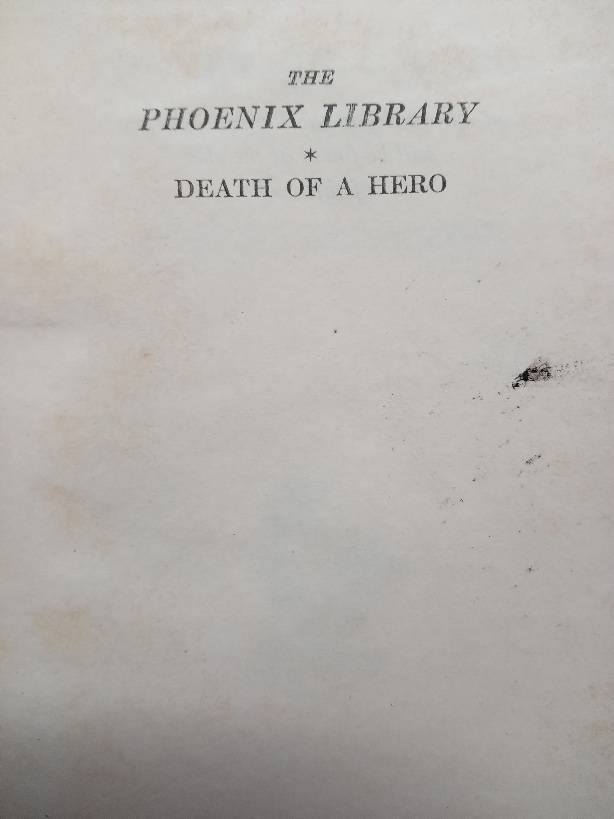 THE
PHOENIX LIBRARY
*
DEATH OF A HERO